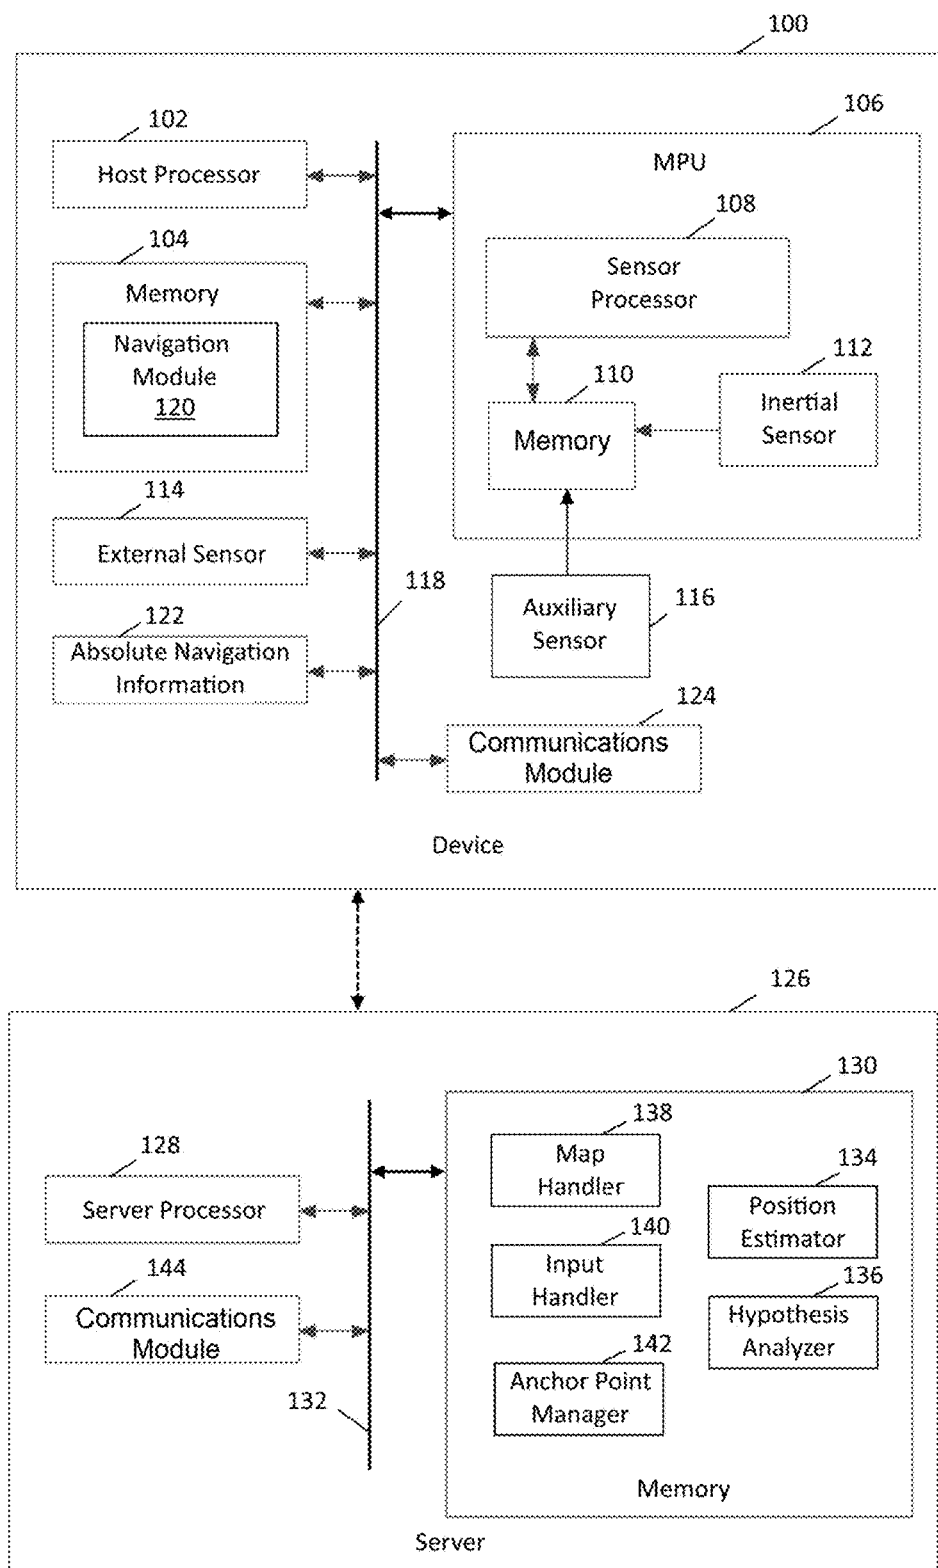 100
102
Host Processor
106
MPU
108
Sensor
Processor
104
Memory
Navigation
Module
120
110
Memory
112
Inertial
Sensor
114
External Sensor
118
Auxiliary
Sensor
116
122
Absolute Navigation
Information
124
Communications
Module
Device
126
130
138
Map
Handler
128
Server Processor
134
Position
Estimator
140
Input
Handler
144
Communications
Module
136
Hypothesis
Analyzer
142
Anchor Point
Manager
132
Memory
Server